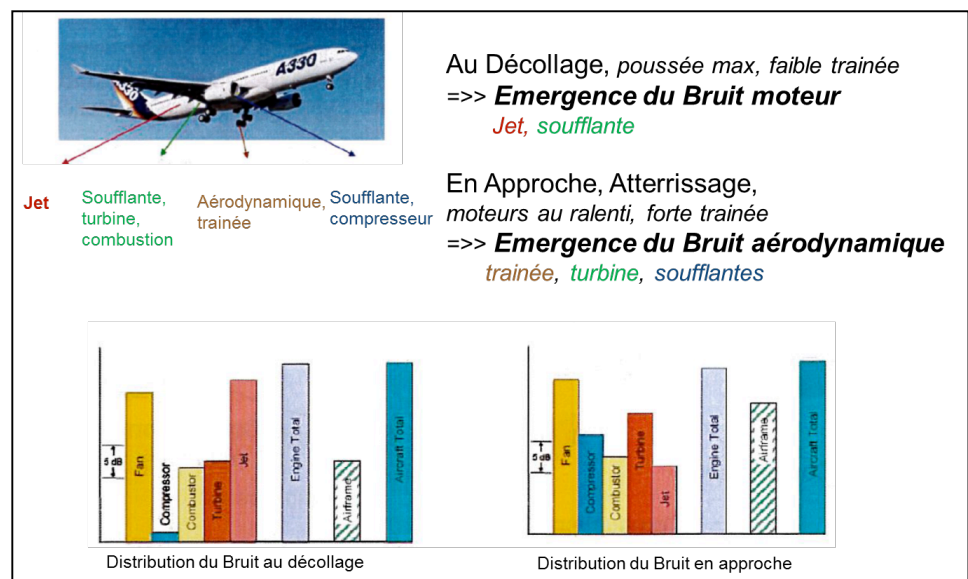 A330
Au Décollage, poussée max, faible trainée
=>> Emergence du Bruit moteur
Jet, soufflante
Jet
Soufflante,
turbine,
combustion
Aérodynamique,
trainée
Soufflante,
compresseur
En Approche, Atterrissage,
moteurs au ralenti, forte trainée
=>> Emergence du Bruit aérodynamique
trainée, turbine, soufflantes
5 dB
Fan
Compressor
Combustor
Turbine
Jet
Engine Total
Airframe
Aircraft Total
Distribution du Bruit au décollage
5 dB
Fan
Compressor
Combustor
Turbine
Jet
Engine Total
Airframe
Aircraft Total
Distribution du Bruit en approche